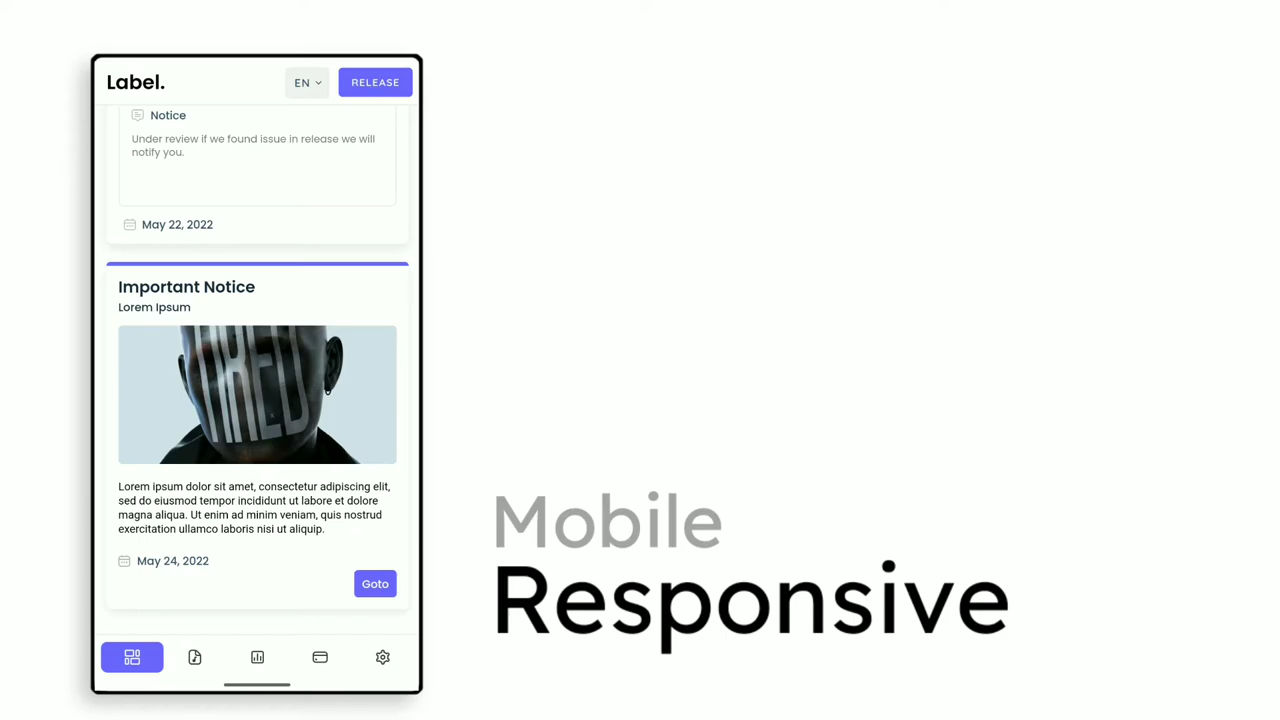 Label.
EN
RELEASE
Notice
Under review if we found issue in release we will
notify you.
May 22, 2022
Important Notice
Lorem Ipsum
TIRED
Lorem ipsum dolor sit amet, consectetur adipiscing elit,
sed do eiusmod tempor incididunt ut labore et dolore
magna aliqua. Ut enim ad minim veniam, quis nostrud
exercitation ullamco laboris nisi ut aliquip.
May 24, 2022
Goto
Mobile
Responsive